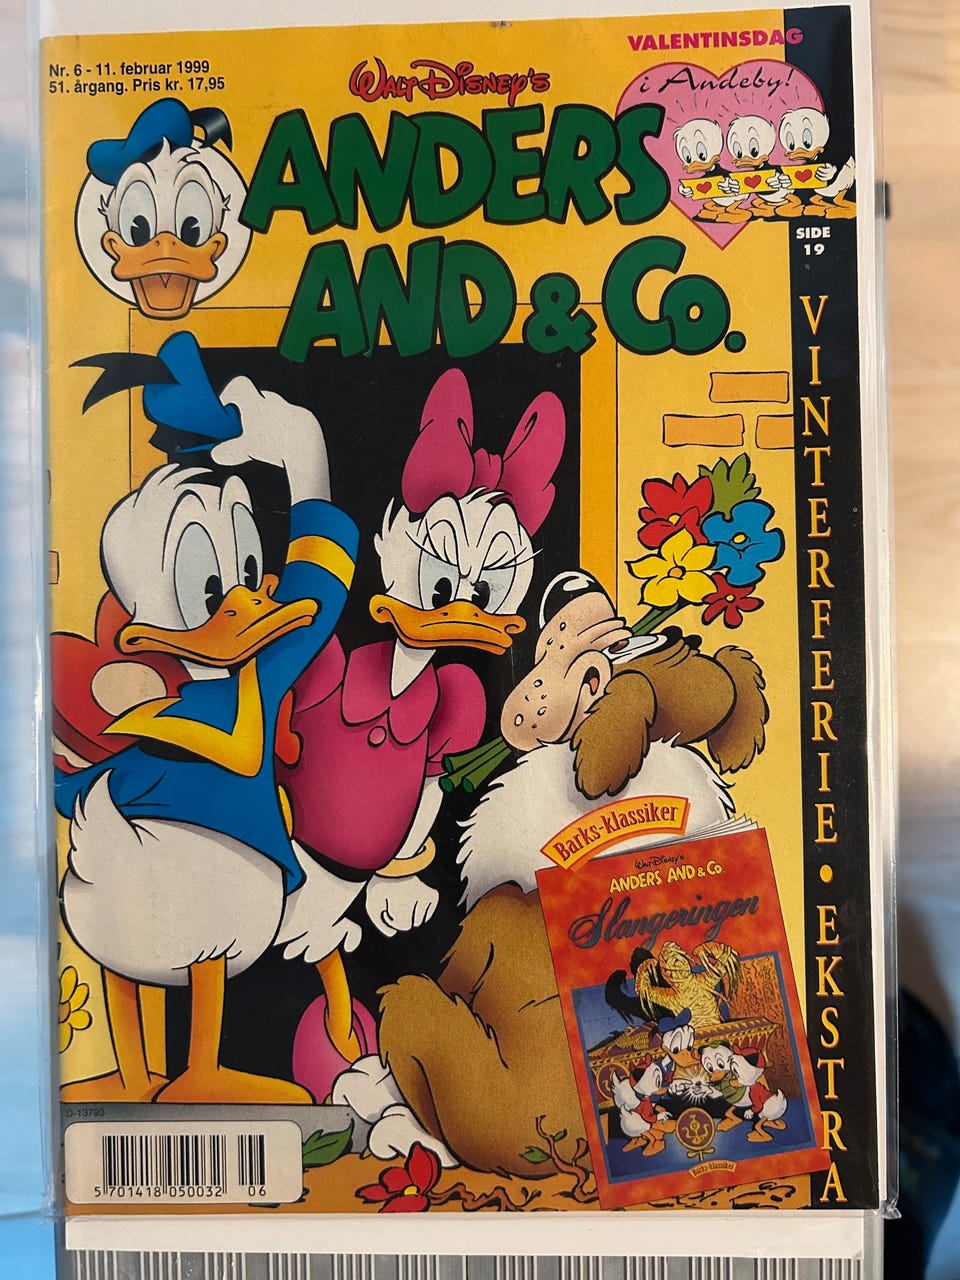 Nr. 6 - 11. februar 1999
51. årgang. Pris kr. 17,95
VALENTINSDAG
i Andeby!
SIDE
19
WALT DISNEY'S
ANDERS
AND & Co.
VINTERFERIE • EKSTRA
Barks-klassiker
WALT DISNEY'S
ANDERS AND & Co.
Slangeringen
Barks-klassiker
D-13793
5 701418 050032 06